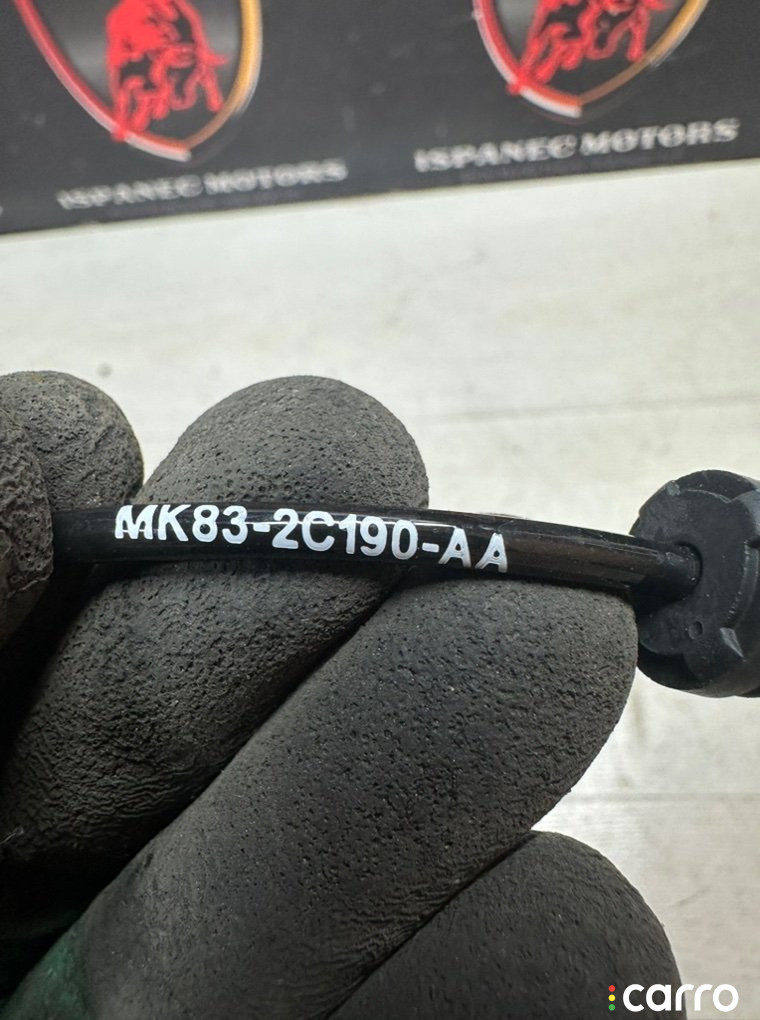 ISPANEC MOTORS
ISPANEC MOTORS
MK83-2C190-AA
carro